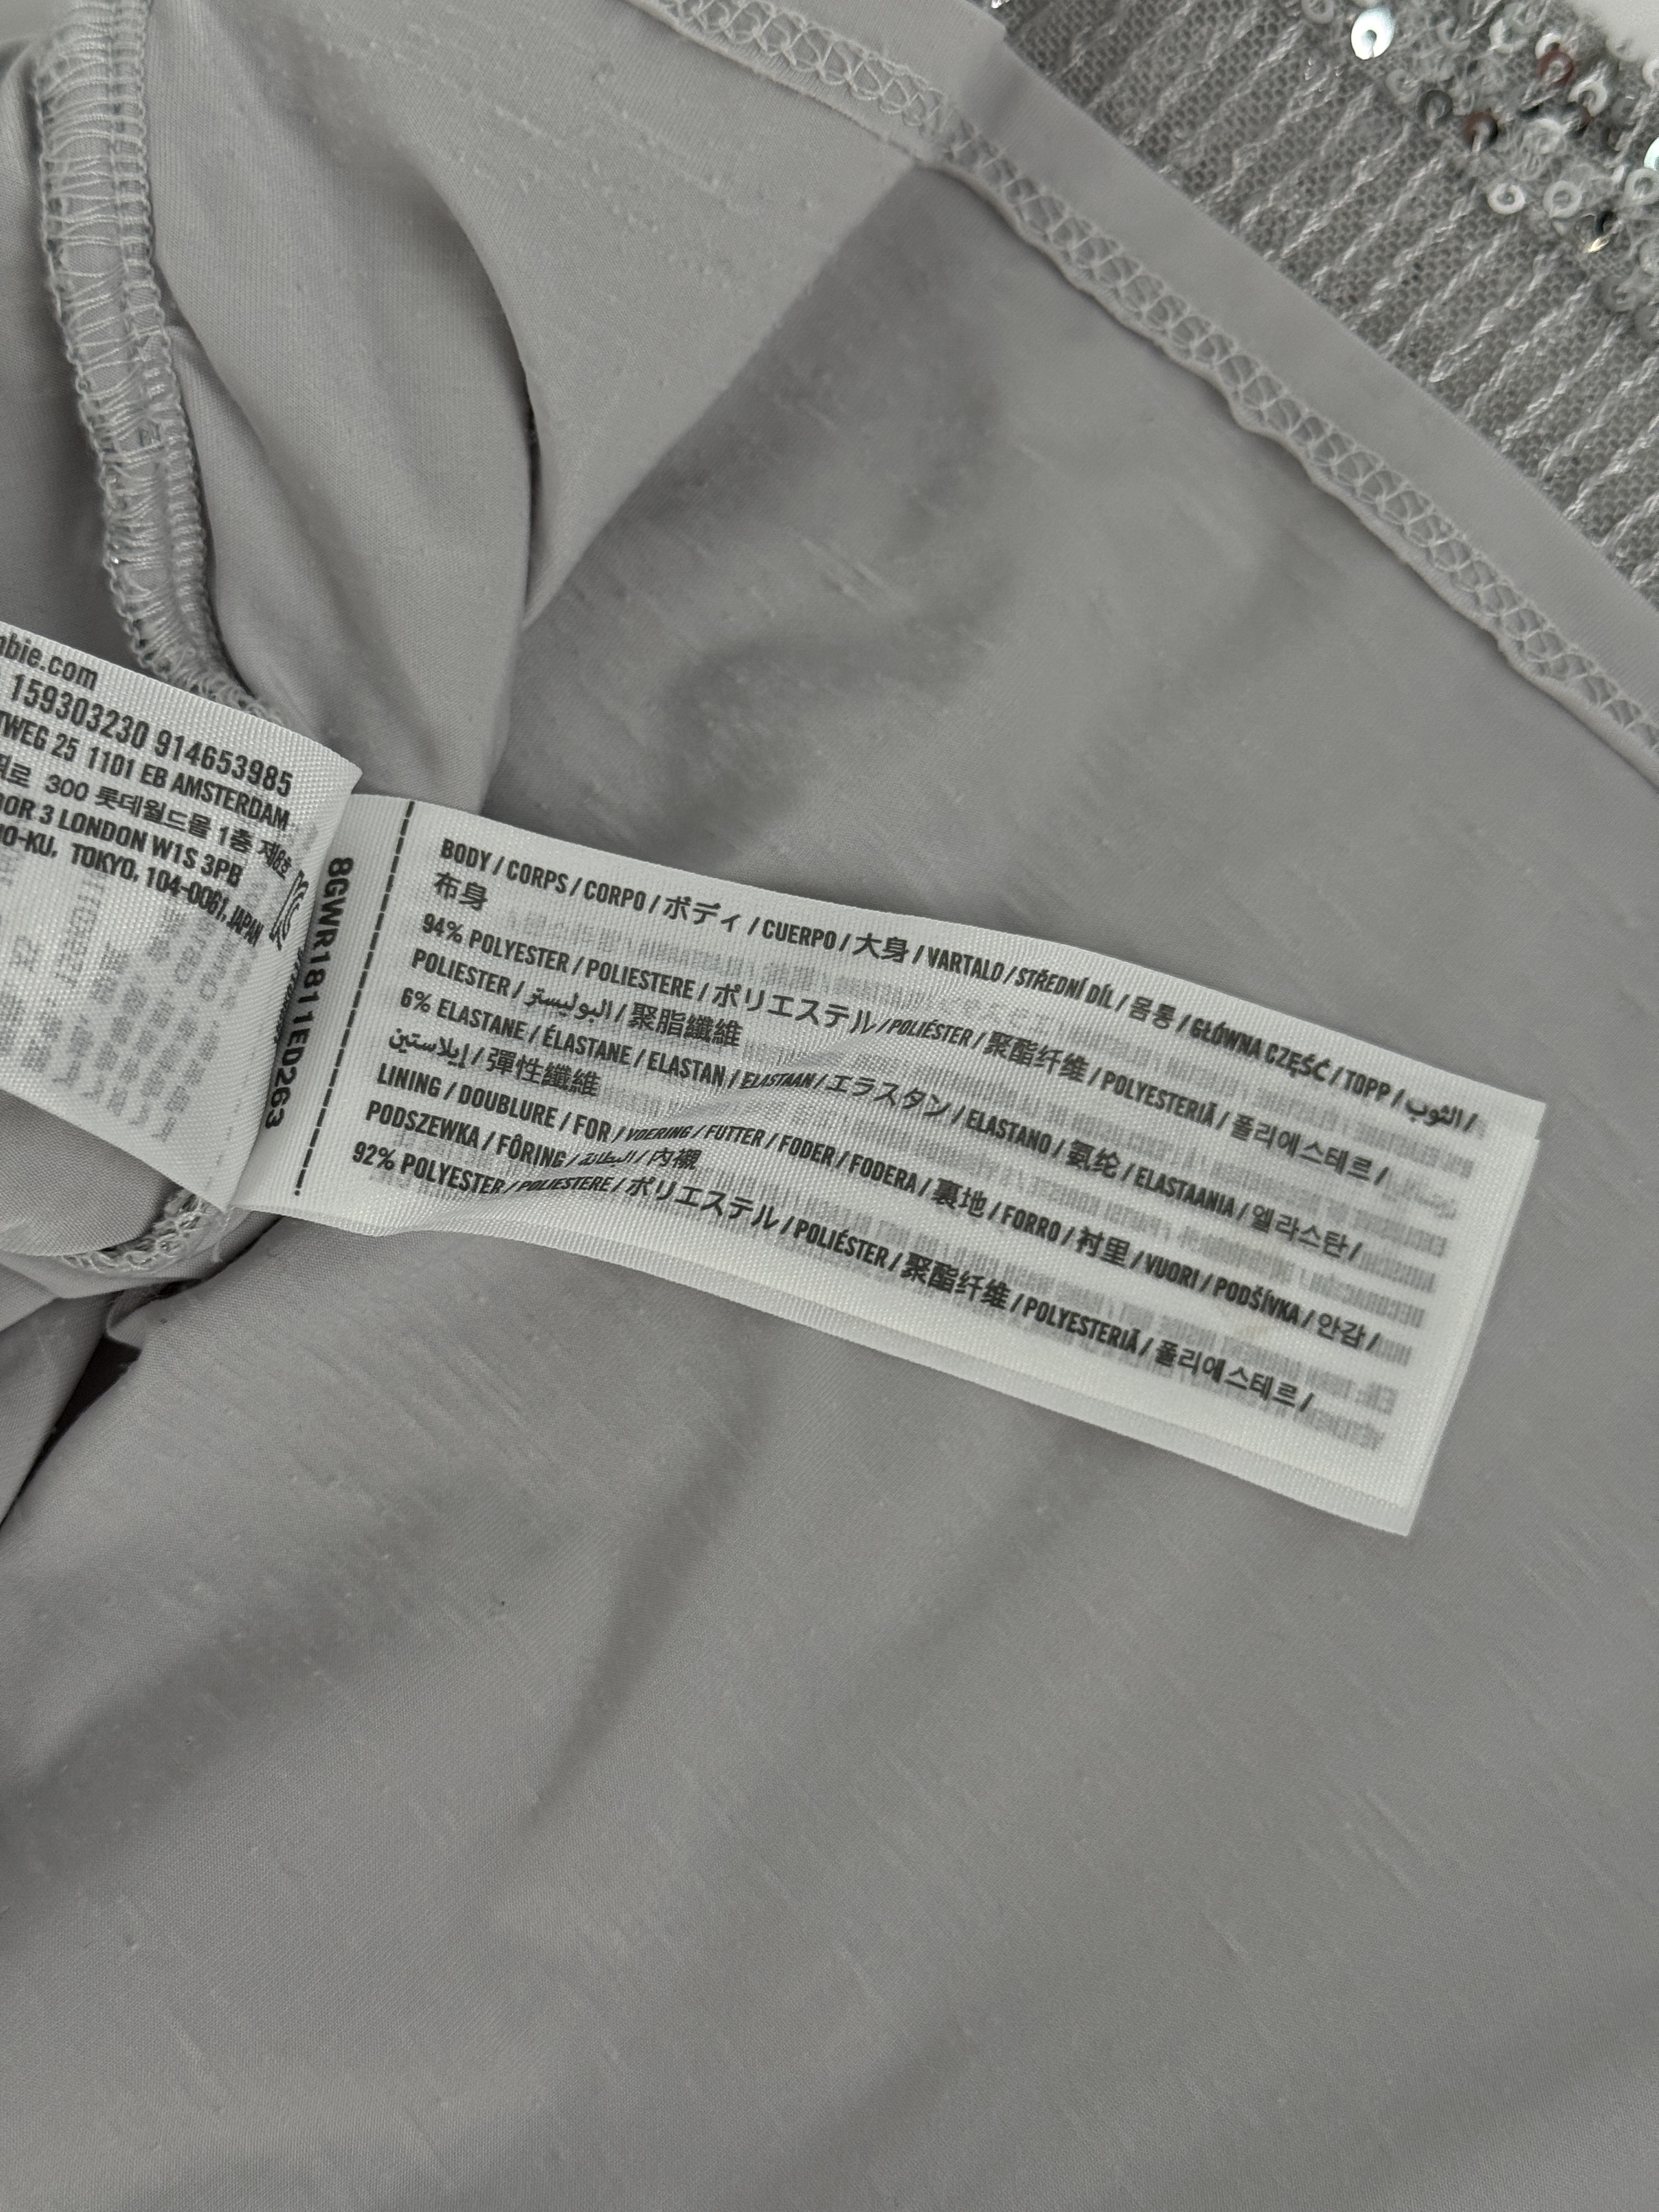 bie.com
159303230 914653985
WEG 25 1101 EB AMSTERDAM
로 300 롯데월드몰 1층
OR 3 LONDON W1S 3PB
O-KU, TOKYO, 104-0061, JAPAN
8GWR1811ED263
BODY / CORPS / CORPO / ボディ / CUERPO / 大身 / VARTALO / STŘEDNÍ DÍL / 몸통 / GŁÓWNA CZĘŚĆ / TOPP / الثوب /
布身
94% POLYESTER / POLIESTERE / ポリエステル / POLIÉSTER / 聚酯纤维 / POLYESTERIÄ / 폴리에스테르 /
POLIESTER / البوليستر / 聚脂纖維
6% ELASTANE / ÉLASTANE / ELASTAN / ELASTAAN / エラスタン / ELASTANO / 氨纶 / ELASTAANIA / 엘라스탄 /
إيلاستين / 彈性纖維
LINING / DOUBLURE / FOR / VOERING / FUTTER / FODER / FODERA / 裏地 / FORRO / 衬里 / VUORI / PODŠÍVKA / 안감 /
PODSZEWKA / FÔRING / البطانة / 內襯
92% POLYESTER / POLIESTERE / ポリエステル / POLIÉSTER / 聚酯纤维 / POLYESTERIÄ / 폴리에스테르 /